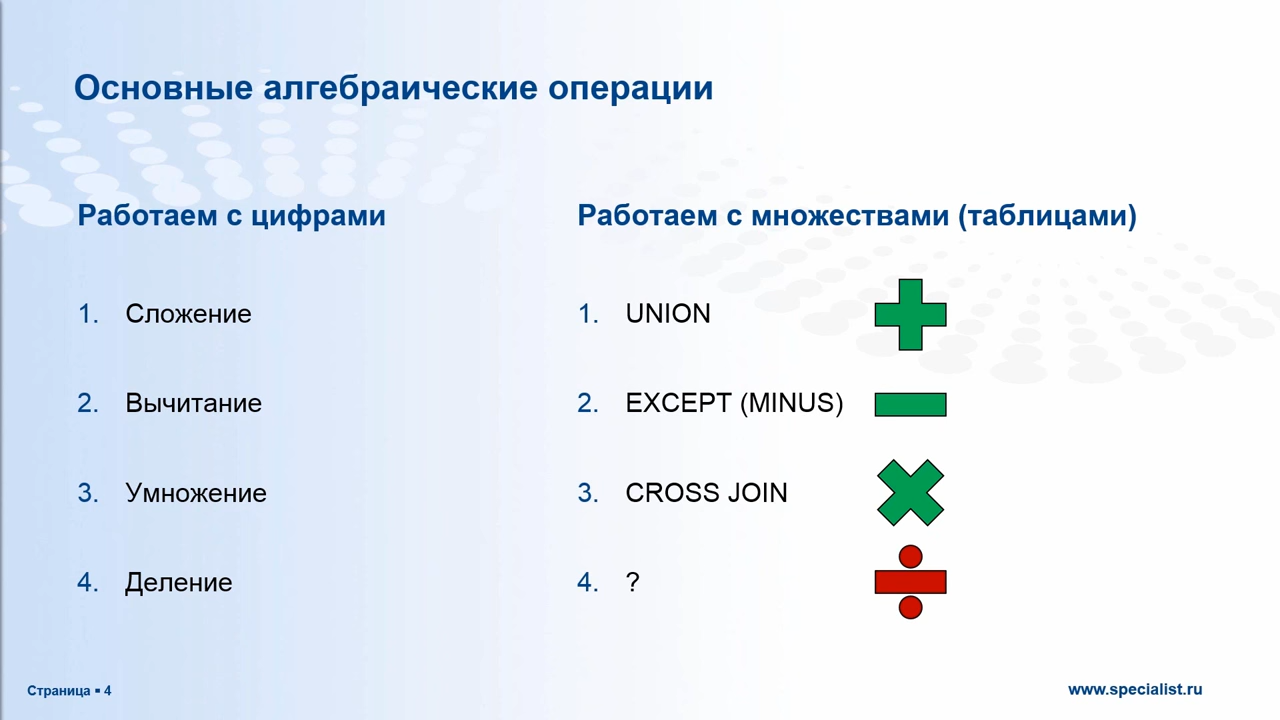 Основные алгебраические операции
Работаем с цифрами
1. Сложение
2. Вычитание
3. Умножение
4. Деление
Работаем с множествами (таблицами)
1. UNION
2. EXCEPT (MINUS)
3. CROSS JOIN
4. ?
Страница ▪ 4
www.specialist.ru